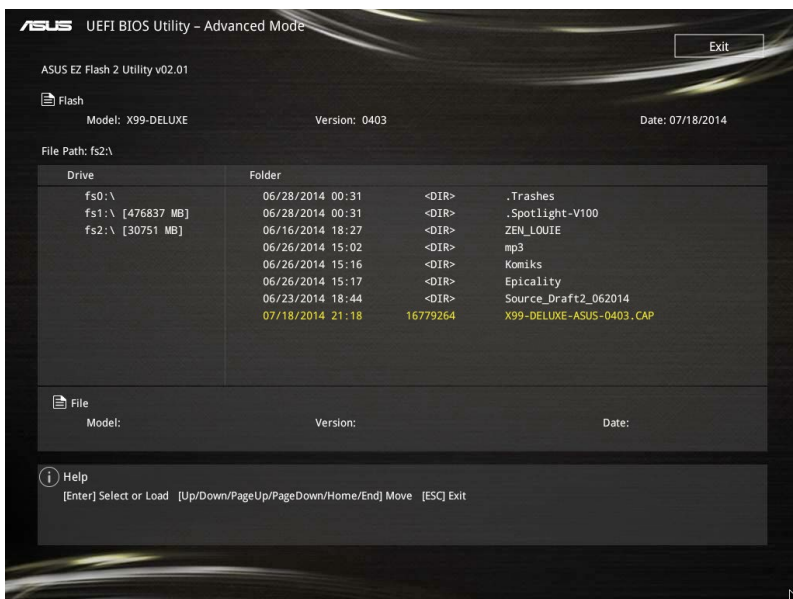 ASUS UEFI BIOS Utility – Advanced Mode
Exit
ASUS EZ Flash 2 Utility v02.01
Flash
Model: X99-DELUXE Version: 0403 Date: 07/18/2014
File Path: fs2:\
Drive Folder
fs0:\ 06/28/2014 00:31 <DIR> .Trashes
fs1:\ [476837 MB] 06/28/2014 00:31 <DIR> .Spotlight-V100
fs2:\ [30751 MB] 06/16/2014 18:27 <DIR> ZEN_LOUIE
06/26/2014 15:02 <DIR> mp3
06/26/2014 15:16 <DIR> Komiks
06/26/2014 15:17 <DIR> Epicality
06/23/2014 18:44 <DIR> Source_Draft2_062014
07/18/2014 21:18 16779264 X99-DELUXE-ASUS-0403.CAP
File
Model: Version: Date:
Help
[Enter] Select or Load [Up/Down/PageUp/PageDown/Home/End] Move [ESC] Exit